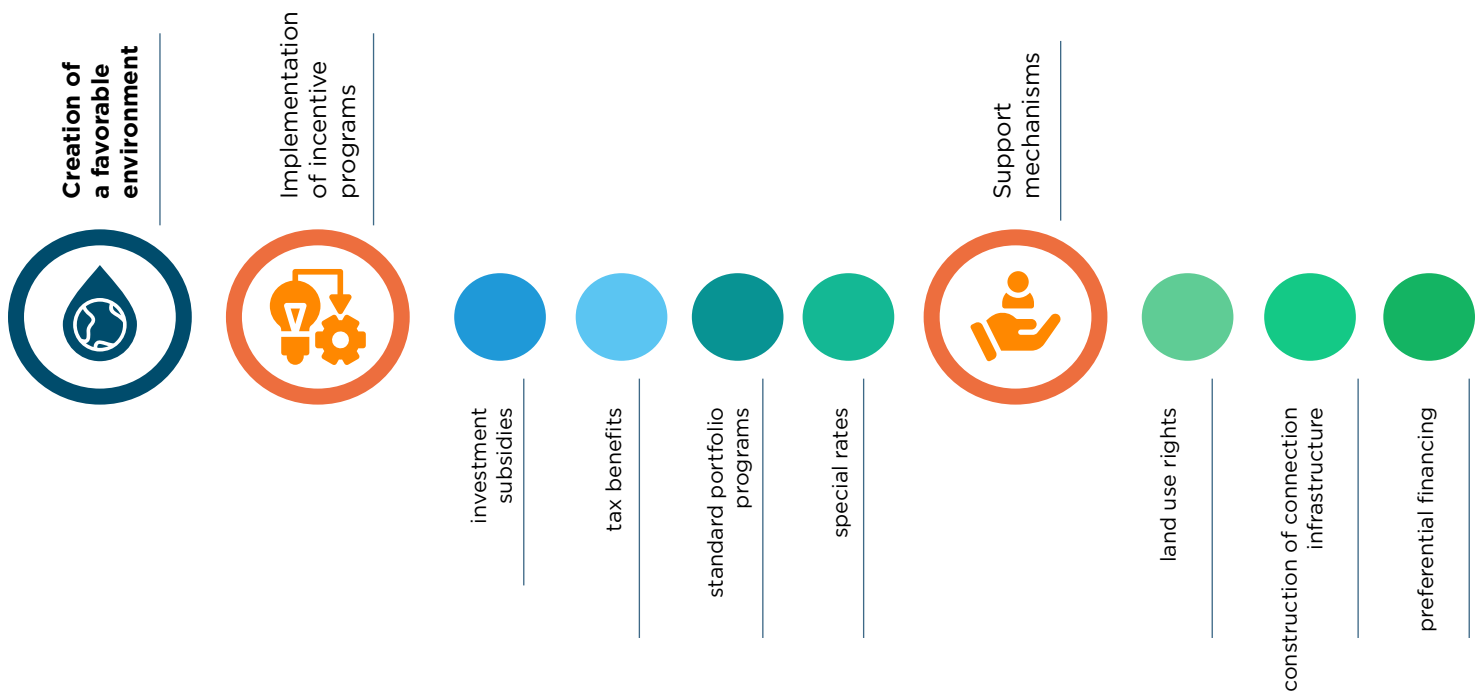 Creation of
a favorable
environment
Implementation
of incentive
programs
investment
subsidies
tax benefits
standard portfolio
programs
special rates
Support
mechanisms
land use rights
construction of connection
infrastructure
preferential financing